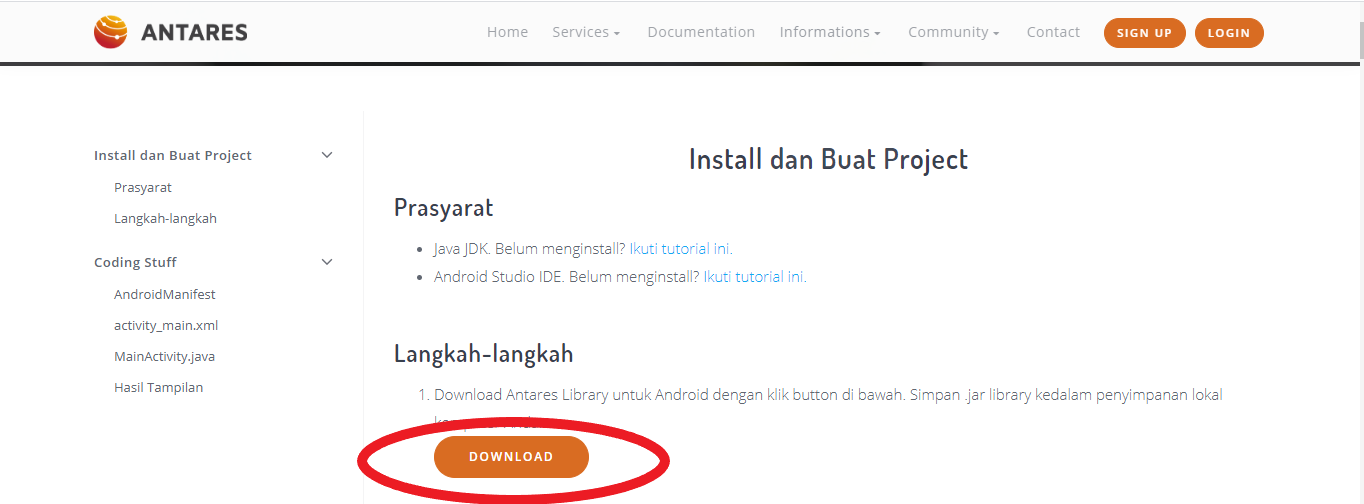 ANTARES
Home Services Documentation Informations Community Contact SIGN UP LOGIN
Install dan Buat Project
Prasyarat
Langkah-langkah
Coding Stuff
AndroidManifest
activity_main.xml
MainActivity.java
Hasil Tampilan
Install dan Buat Project
Prasyarat
Java JDK. Belum menginstall? Ikuti tutorial ini.
Android Studio IDE. Belum menginstall? Ikuti tutorial ini.
Langkah-langkah
1. Download Antares Library untuk Android dengan klik button di bawah. Simpan .jar library kedalam penyimpanan lokal
DOWNLOAD